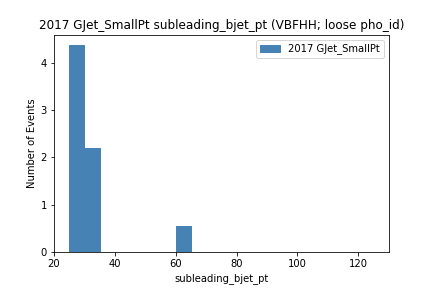 2017 GJet_SmallPt subleading_bjet_pt (VBFHH; loose pho_id)
2017 GJet_SmallPt
Number of Events
4
3
2
1
0
20
40
60
80
100
120
subleading_bjet_pt